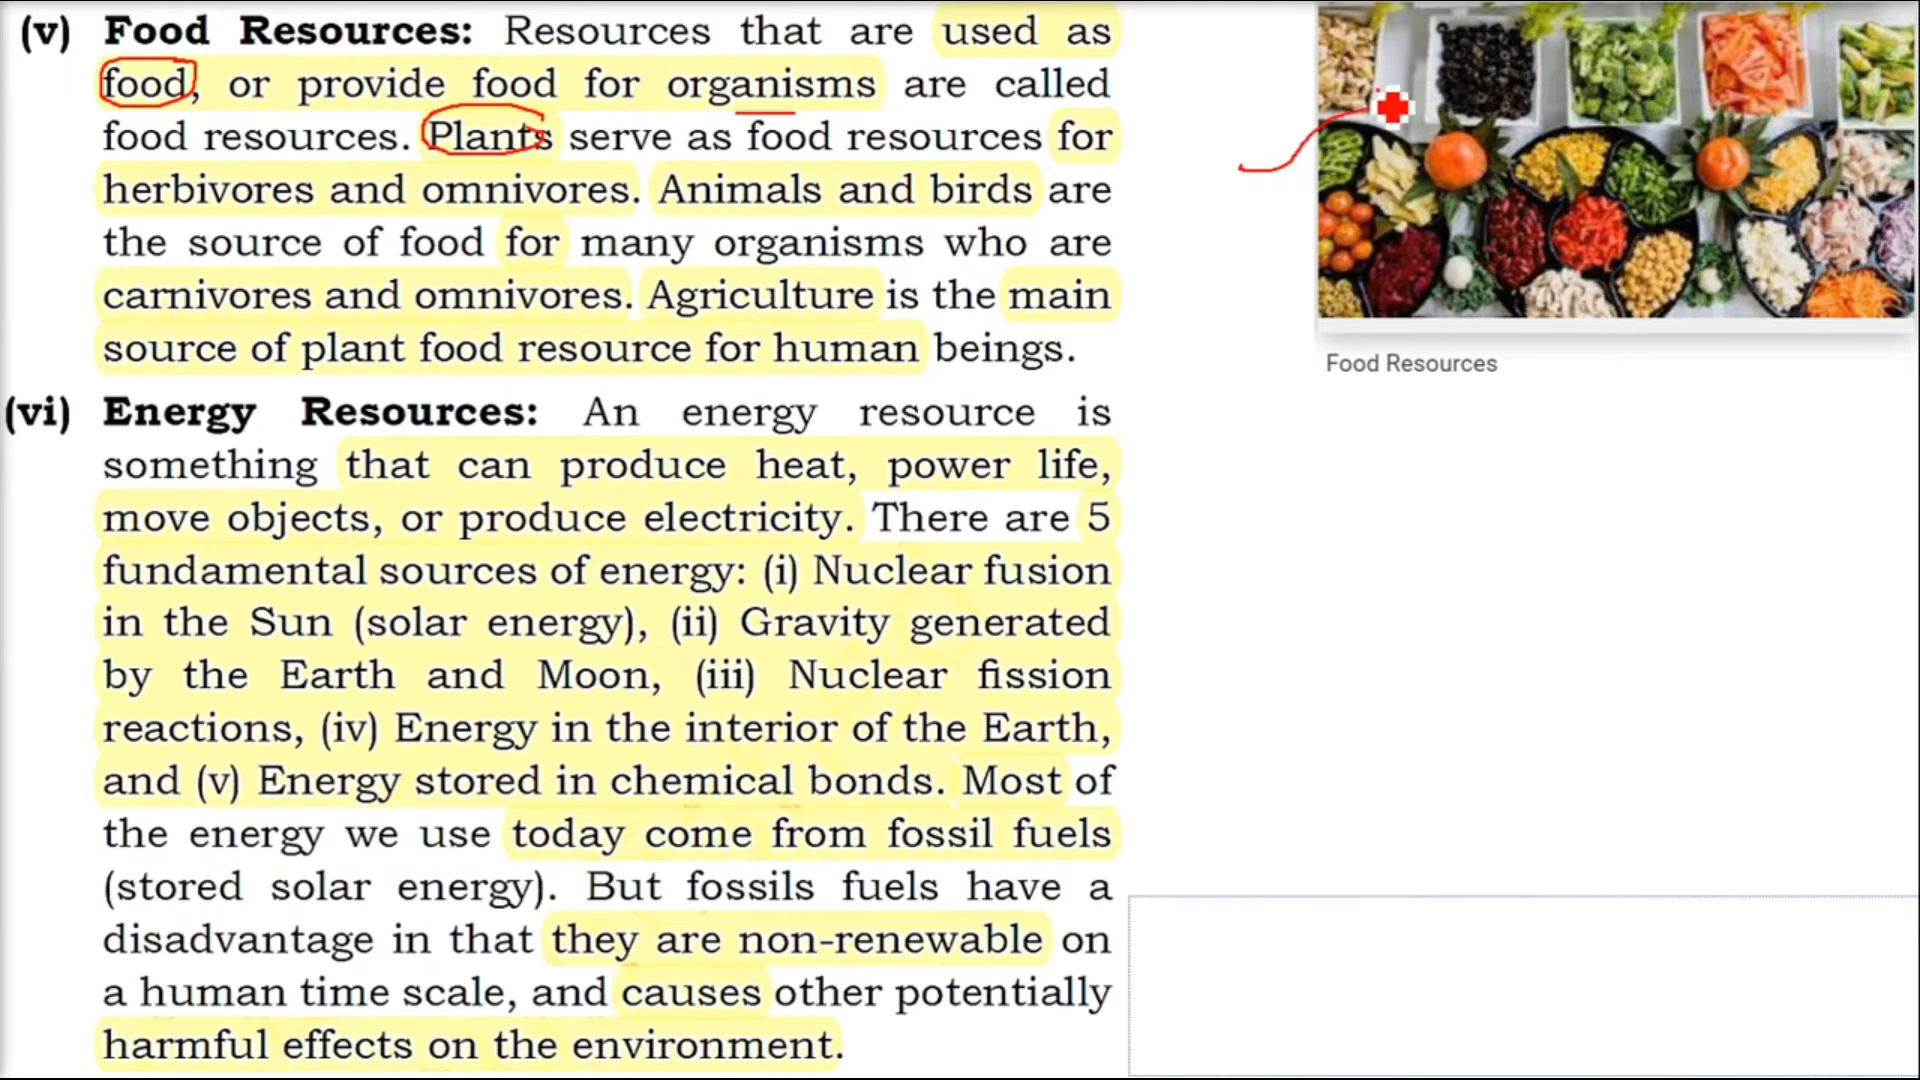 (v) Food Resources: Resources that are used as
food, or provide food for organisms are called
food resources. Plants serve as food resources for
herbivores and omnivores. Animals and birds are
the source of food for many organisms who are
carnivores and omnivores. Agriculture is the main
source of plant food resource for human beings.
Food Resources
(vi) Energy Resources: An energy resource is
something that can produce heat, power life,
move objects, or produce electricity. There are 5
fundamental sources of energy: (i) Nuclear fusion
in the Sun (solar energy), (ii) Gravity generated
by the Earth and Moon, (iii) Nuclear fission
reactions, (iv) Energy in the interior of the Earth,
and (v) Energy stored in chemical bonds. Most of
the energy we use today come from fossil fuels
(stored solar energy). But fossils fuels have a
disadvantage in that they are non-renewable on
a human time scale, and causes other potentially
harmful effects on the environment.